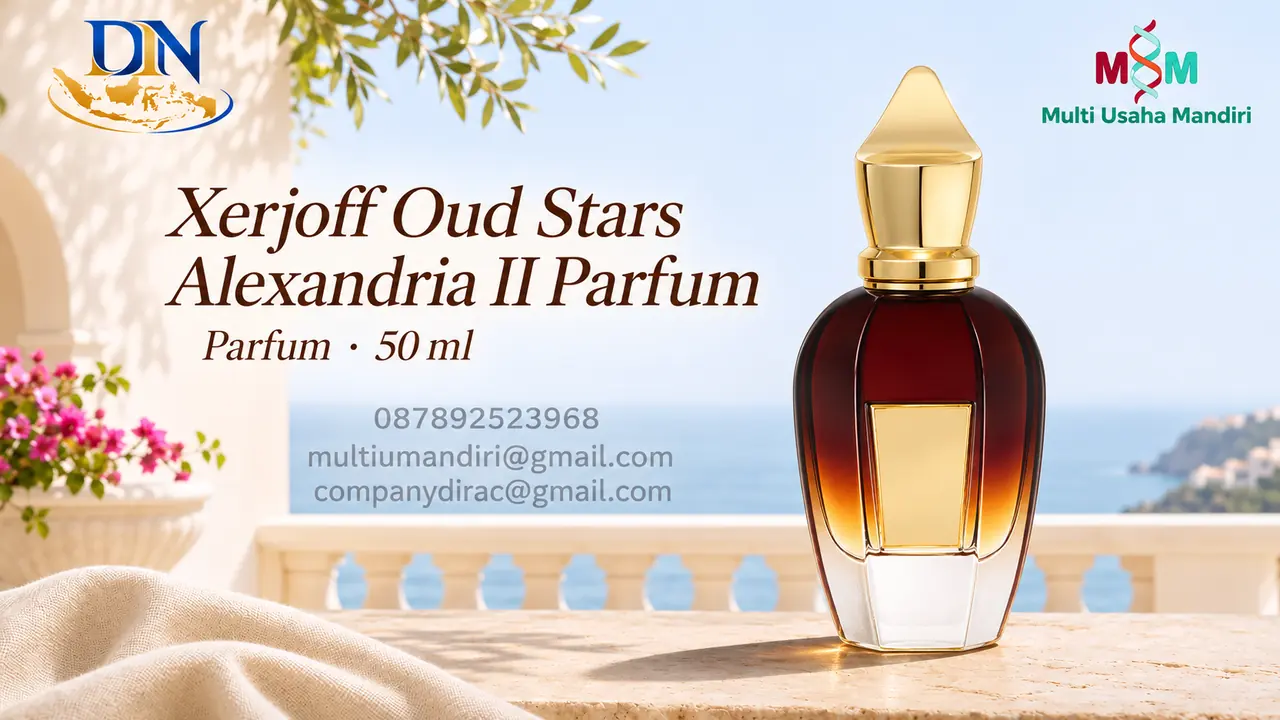 DN
MM
Multi Usaha Mandiri
Xerjoff Oud Stars
Alexandria II Parfum
Parfum · 50 ml
087892523968
multiumandiri@gmail.com
companydirac@gmail.com